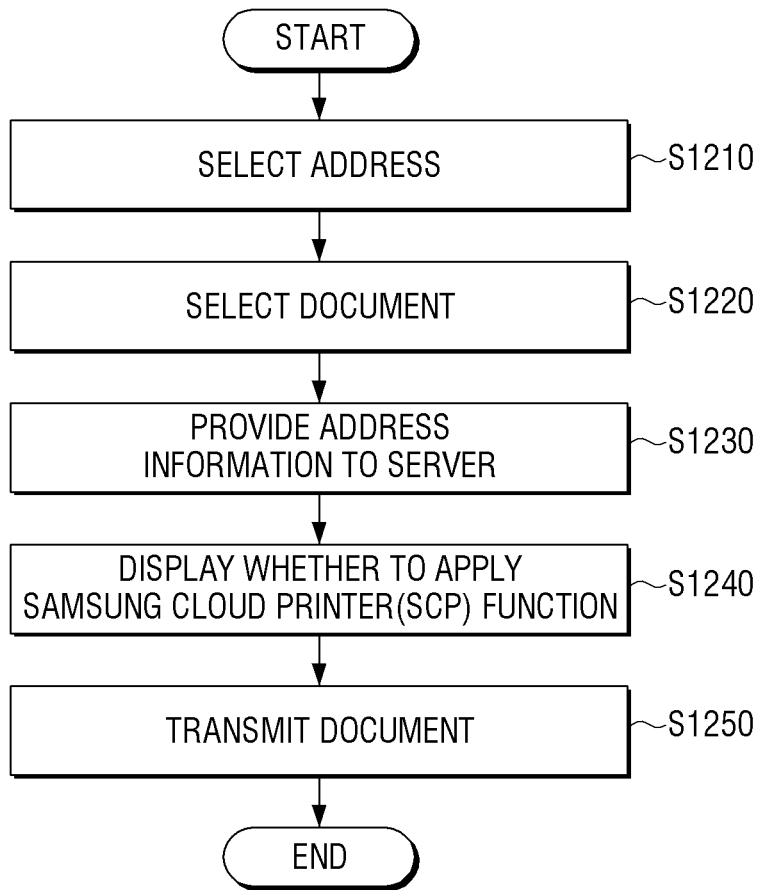 START
SELECT ADDRESS
S1210
SELECT DOCUMENT
S1220
PROVIDE ADDRESS
INFORMATION TO SERVER
S1230
DISPLAY WHETHER TO APPLY
SAMSUNG CLOUD PRINTER(SCP) FUNCTION
S1240
TRANSMIT DOCUMENT
S1250
END